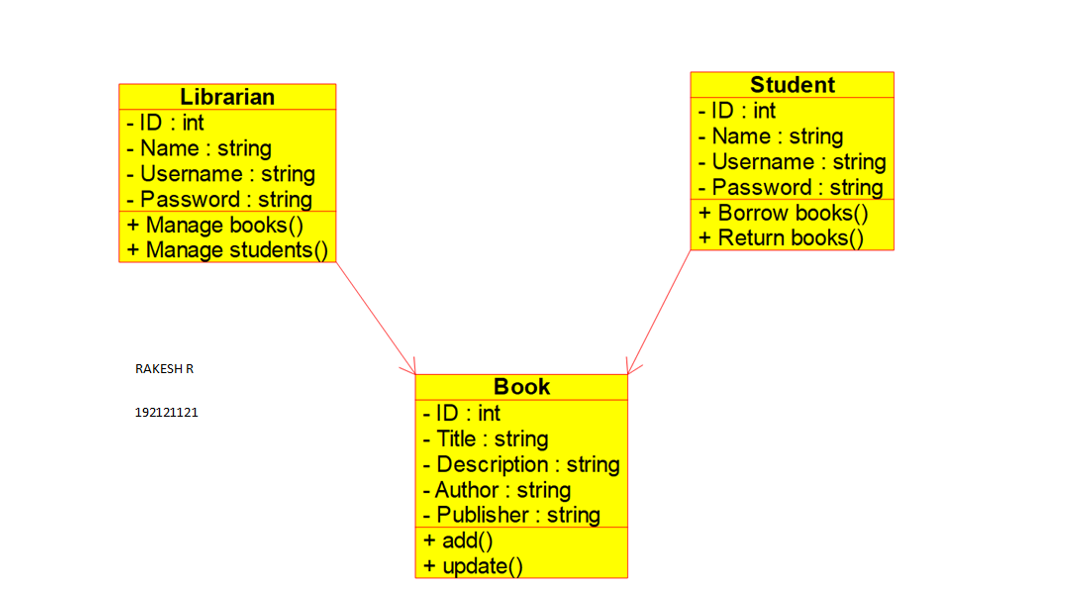 Librarian
- ID : int
- Name : string
- Username : string
- Password : string
+ Manage books()
+ Manage students()
Student
- ID : int
- Name : string
- Username : string
- Password : string
+ Borrow books()
+ Return books()
RAKESH R
192121121
Book
- ID : int
- Title : string
- Description : string
- Author : string
- Publisher : string
+ add()
+ update()